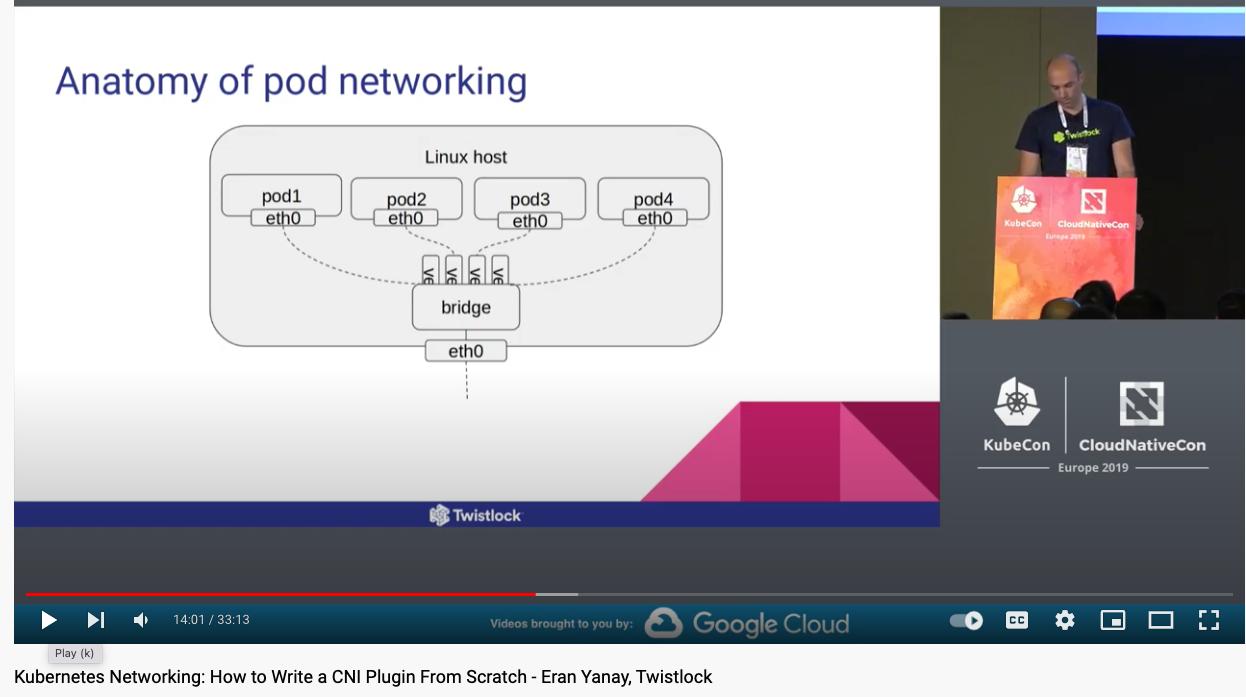 Anatomy of pod networking
Linux host
pod1
pod2
pod3
pod4
eth0
eth0
eth0
eth0
ve
ve
ve
ve
bridge
eth0
Twistlock
Twistlock
KubeCon
CloudNativeCon
Europe 2019
KubeCon
CloudNativeCon
Europe 2019
14:01 / 33:13
Videos brought to you by:
Google Cloud
CC
Play (k)
Kubernetes Networking: How to Write a CNI Plugin From Scratch - Eran Yanay, Twistlock